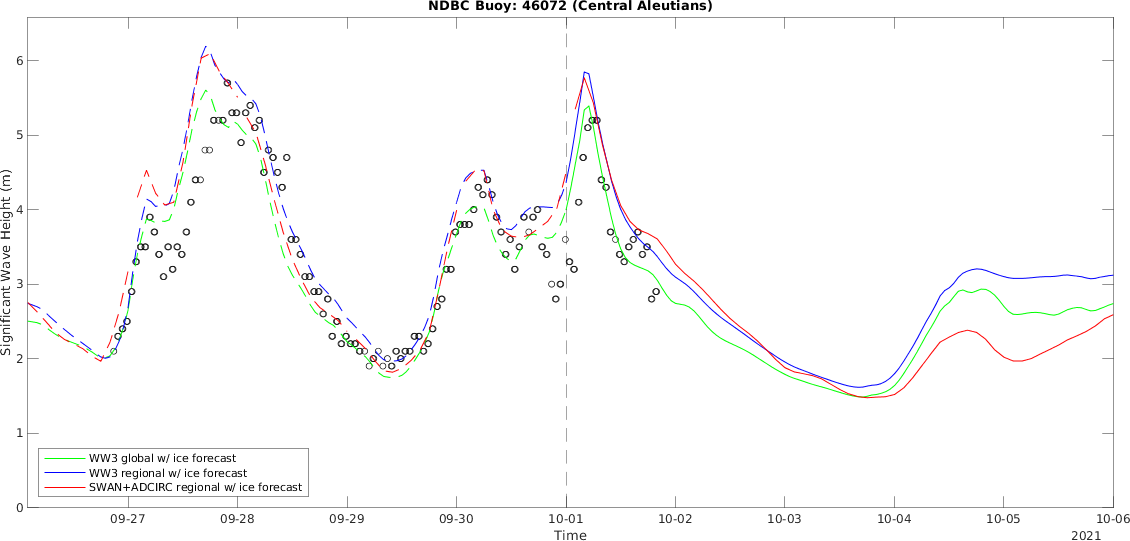 NDBC Buoy: 46072 (Central Aleutians)
Significant Wave Height (m)
6
5
4
3
2
1
0
WW3 global w/ ice forecast
WW3 regional w/ ice forecast
SWAN+ADCIRC regional w/ ice forecast
09-27 09-28 09-29 09-30 10-01 10-02 10-03 10-04 10-05 10-06
Time
2021